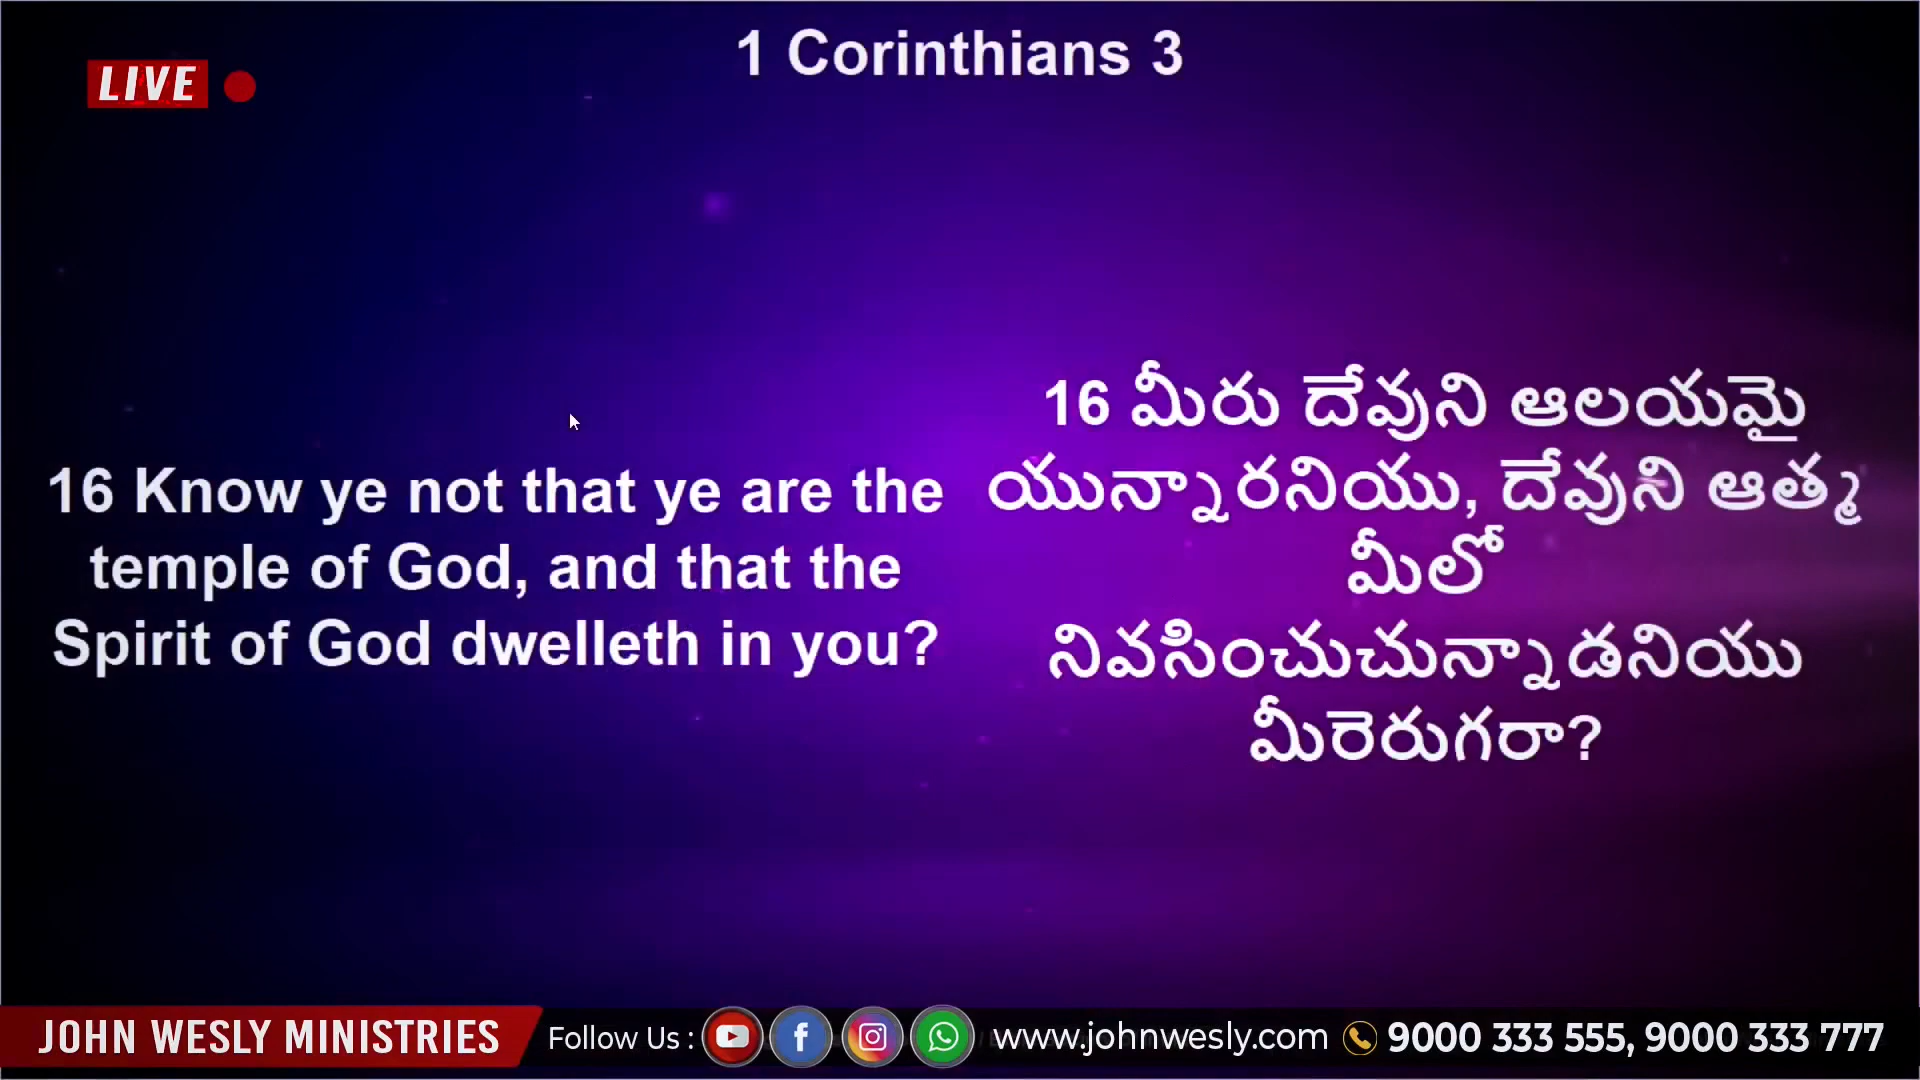 1 Corinthians 3
LIVE
16 Know ye not that ye are the
temple of God, and that the
Spirit of God dwelleth in you?
16 మీరు దేవుని ఆలయమై
యున్నారనియు, దేవుని ఆత్మ
మీలో
నివసించుచున్నాడనియు
మీరెరుగరా?
JOHN WESLY MINISTRIES
Follow Us :
www.johnwesly.com
9000 333 555, 9000 333 777